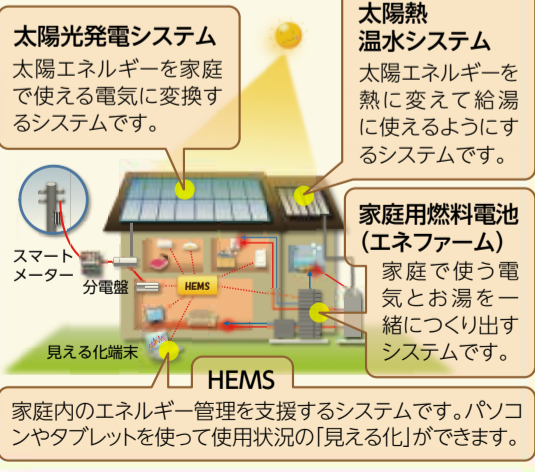 太陽光発電システム
太陽エネルギーを家庭
で使える電気に変換す
るシステムです。
太陽熱
温水システム
太陽エネルギーを
熱に変えて給湯
に使えるようにす
るシステムです。
家庭用燃料電池
（エネファーム）
家庭で使う電
気とお湯を一
緒につくり出す
システムです。
スマート
メーター
分電盤
HEMS
見える化端末
HEMS
家庭内のエネルギー管理を支援するシステムです。パソコ
ンやタブレットを使って使用状況の「見える化」ができます。